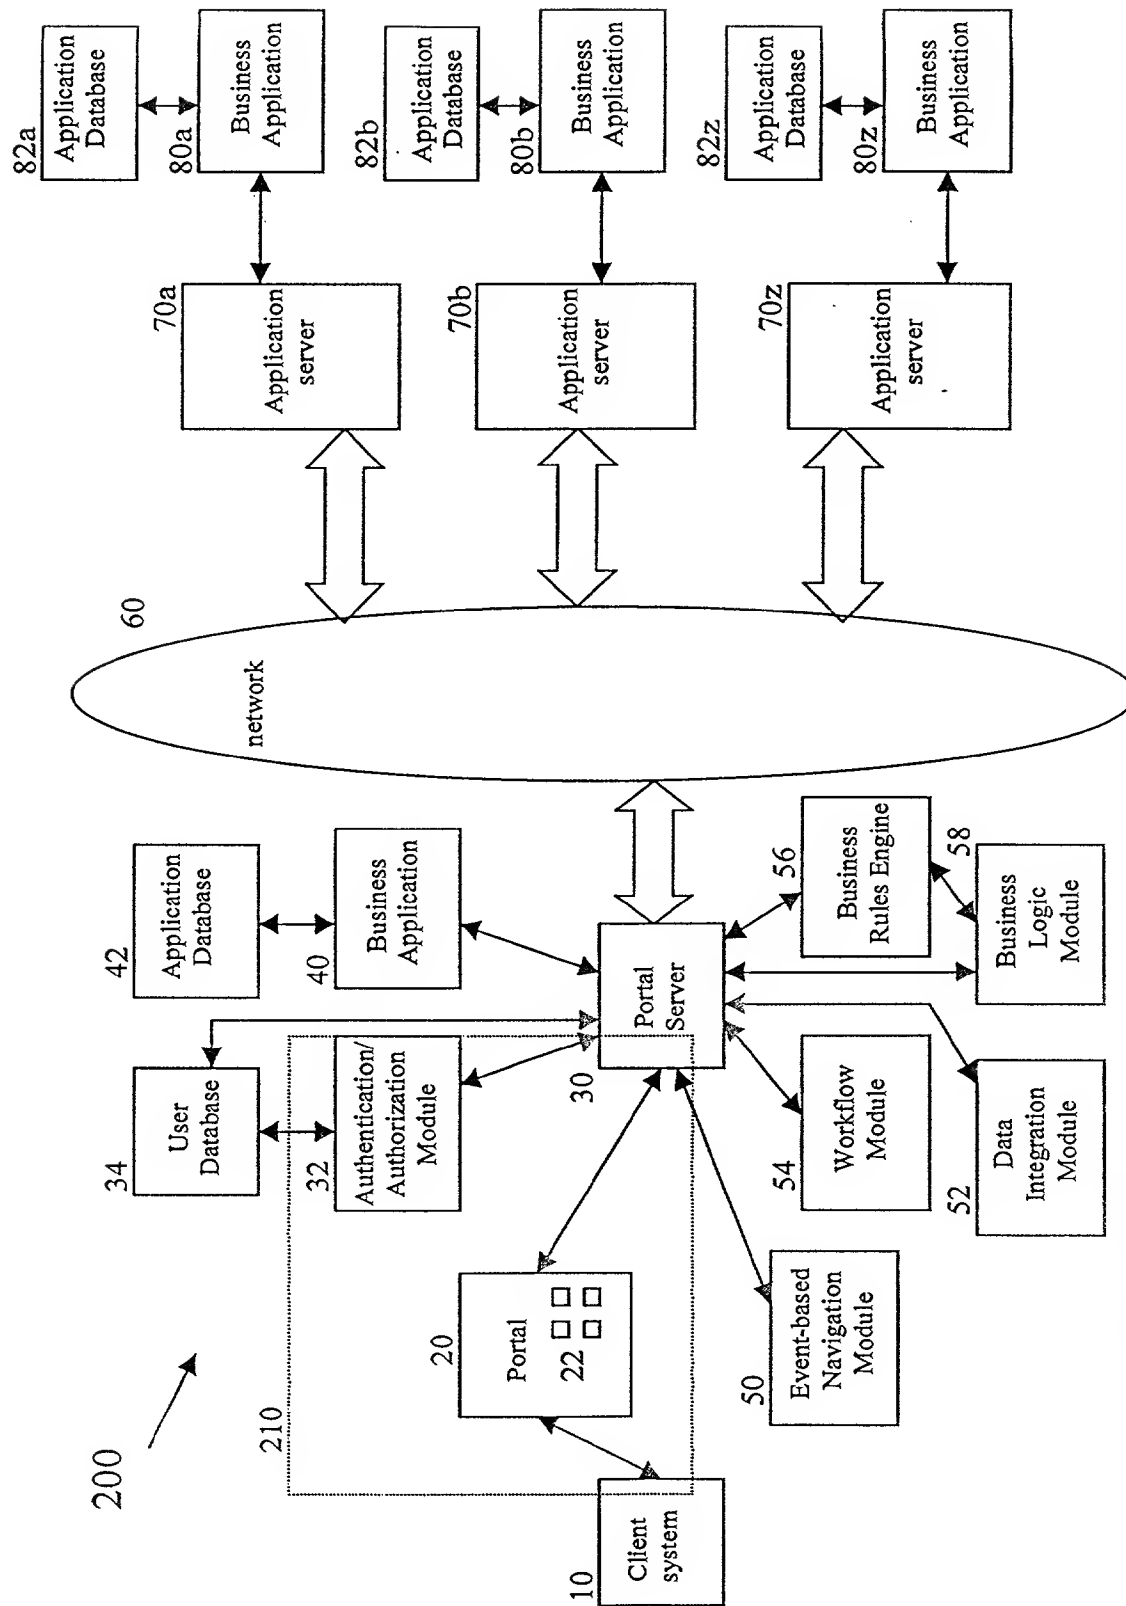 200
210
10
Client
system
20
Portal
22
34
User
Database
32
Authentication/
Authorization
Module
42
Application
Database
40
Business
Application
30
Portal
Server
50
Event-based
Navigation
Module
54
Workflow
Module
52
Data
Integration
Module
56
Business
Rules Engine
58
Business
Logic
Module
60
network
70a
Application
server
70b
Application
server
70z
Application
server
82a
Application
Database
80a
Business
Application
82b
Application
Database
80b
Business
Application
82z
Application
Database
80z
Business
Application